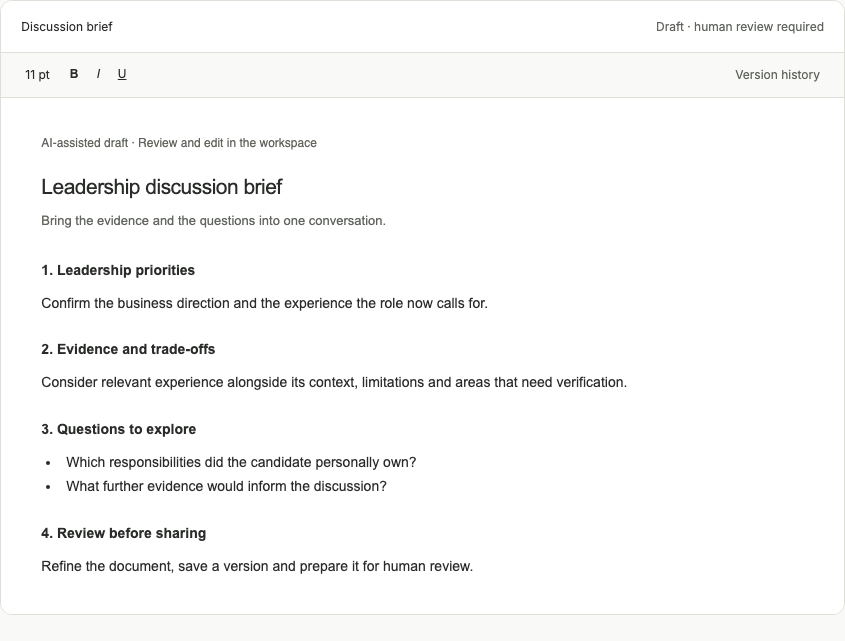 Discussion brief
Draft · human review required
11 pt B I U
Version history
AI-assisted draft · Review and edit in the workspace
Leadership discussion brief
Bring the evidence and the questions into one conversation.
1. Leadership priorities
Confirm the business direction and the experience the role now calls for.
2. Evidence and trade-offs
Consider relevant experience alongside its context, limitations and areas that need verification.
3. Questions to explore
• Which responsibilities did the candidate personally own?
• What further evidence would inform the discussion?
4. Review before sharing
Refine the document, save a version and prepare it for human review.